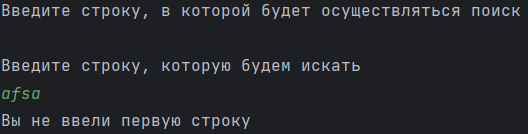 Введите строку, в которой будет осуществляться поиск
Введите строку, которую будем искать
afsa
Вы не ввели первую строку